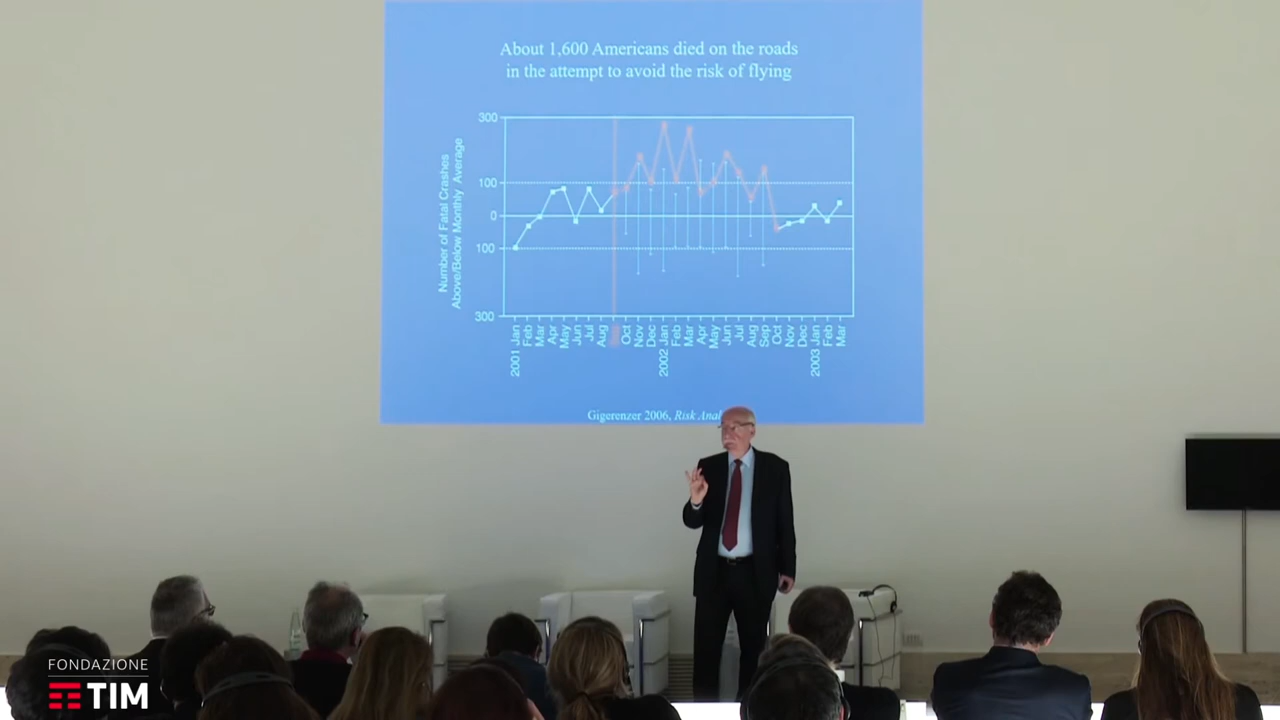 About 1,600 Americans died on the roads
in the attempt to avoid the risk of flying
Number of Fatal Crashes
Above/Below Monthly Average
300
100
0
100
300
2001 Jan
Feb
Mar
Apr
May
Jun
Jul
Aug
Oct
Nov
Dec
2002 Jan
Feb
Mar
Apr
May
Jun
Jul
Aug
Sep
Oct
Nov
Dec
2003 Jan
Feb
Mar
Gigerenzer 2006, Risk
FONDAZIONE
TIM